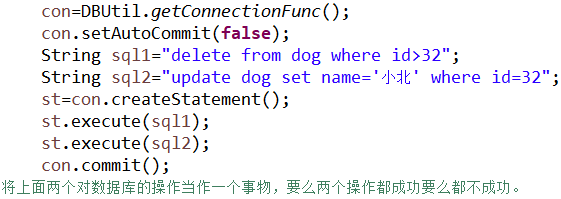 con=DBUtil.getConnectionFunc();
con.setAutoCommit(false);
String sql1="delete from dog where id>32";
String sql2="update dog set name='小北' where id=32";
st=con.createStatement();
st.execute(sql1);
st.execute(sql2);
con.commit();
将上面两个对数据库的操作当作一个事物，要么两个操作都成功要么都不成功。